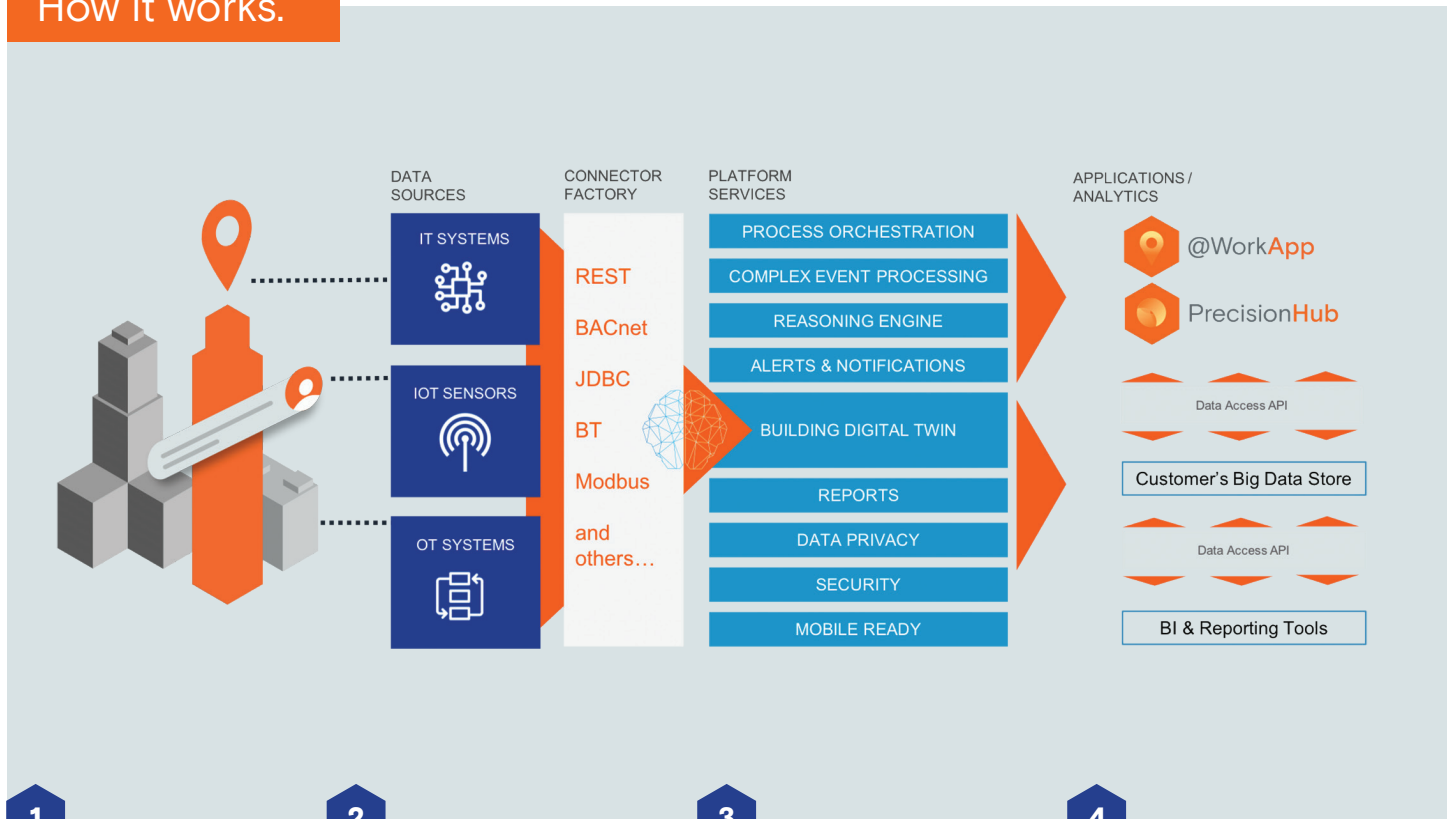 How it works.
DATA
SOURCES
IT SYSTEMS
IOT SENSORS
OT SYSTEMS
CONNECTOR
FACTORY
REST
BACnet
JDBC
BT
Modbus
and
others…
PLATFORM
SERVICES
PROCESS ORCHESTRATION
COMPLEX EVENT PROCESSING
REASONING ENGINE
ALERTS & NOTIFICATIONS
BUILDING DIGITAL TWIN
REPORTS
DATA PRIVACY
SECURITY
MOBILE READY
APPLICATIONS /
ANALYTICS
@WorkApp
PrecisionHub
Data Access API
Customer’s Big Data Store
Data Access API
BI & Reporting Tools
1
2
3
4